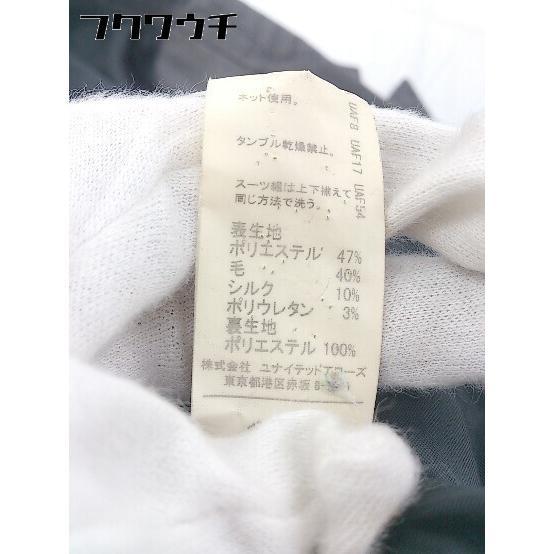 フクワウチ
ネット使用。
タンブル乾燥禁止。
スーツ組は上下揃えて
同じ方法で洗う。
表生地
ポリエステル 47%
毛 40%
シルク 10%
ポリウレタン 3%
裏生地
ポリエステル 100%
株式会社 ユナイテッドアローズ
東京都港区赤坂
UAF8 UAF17 UAF54